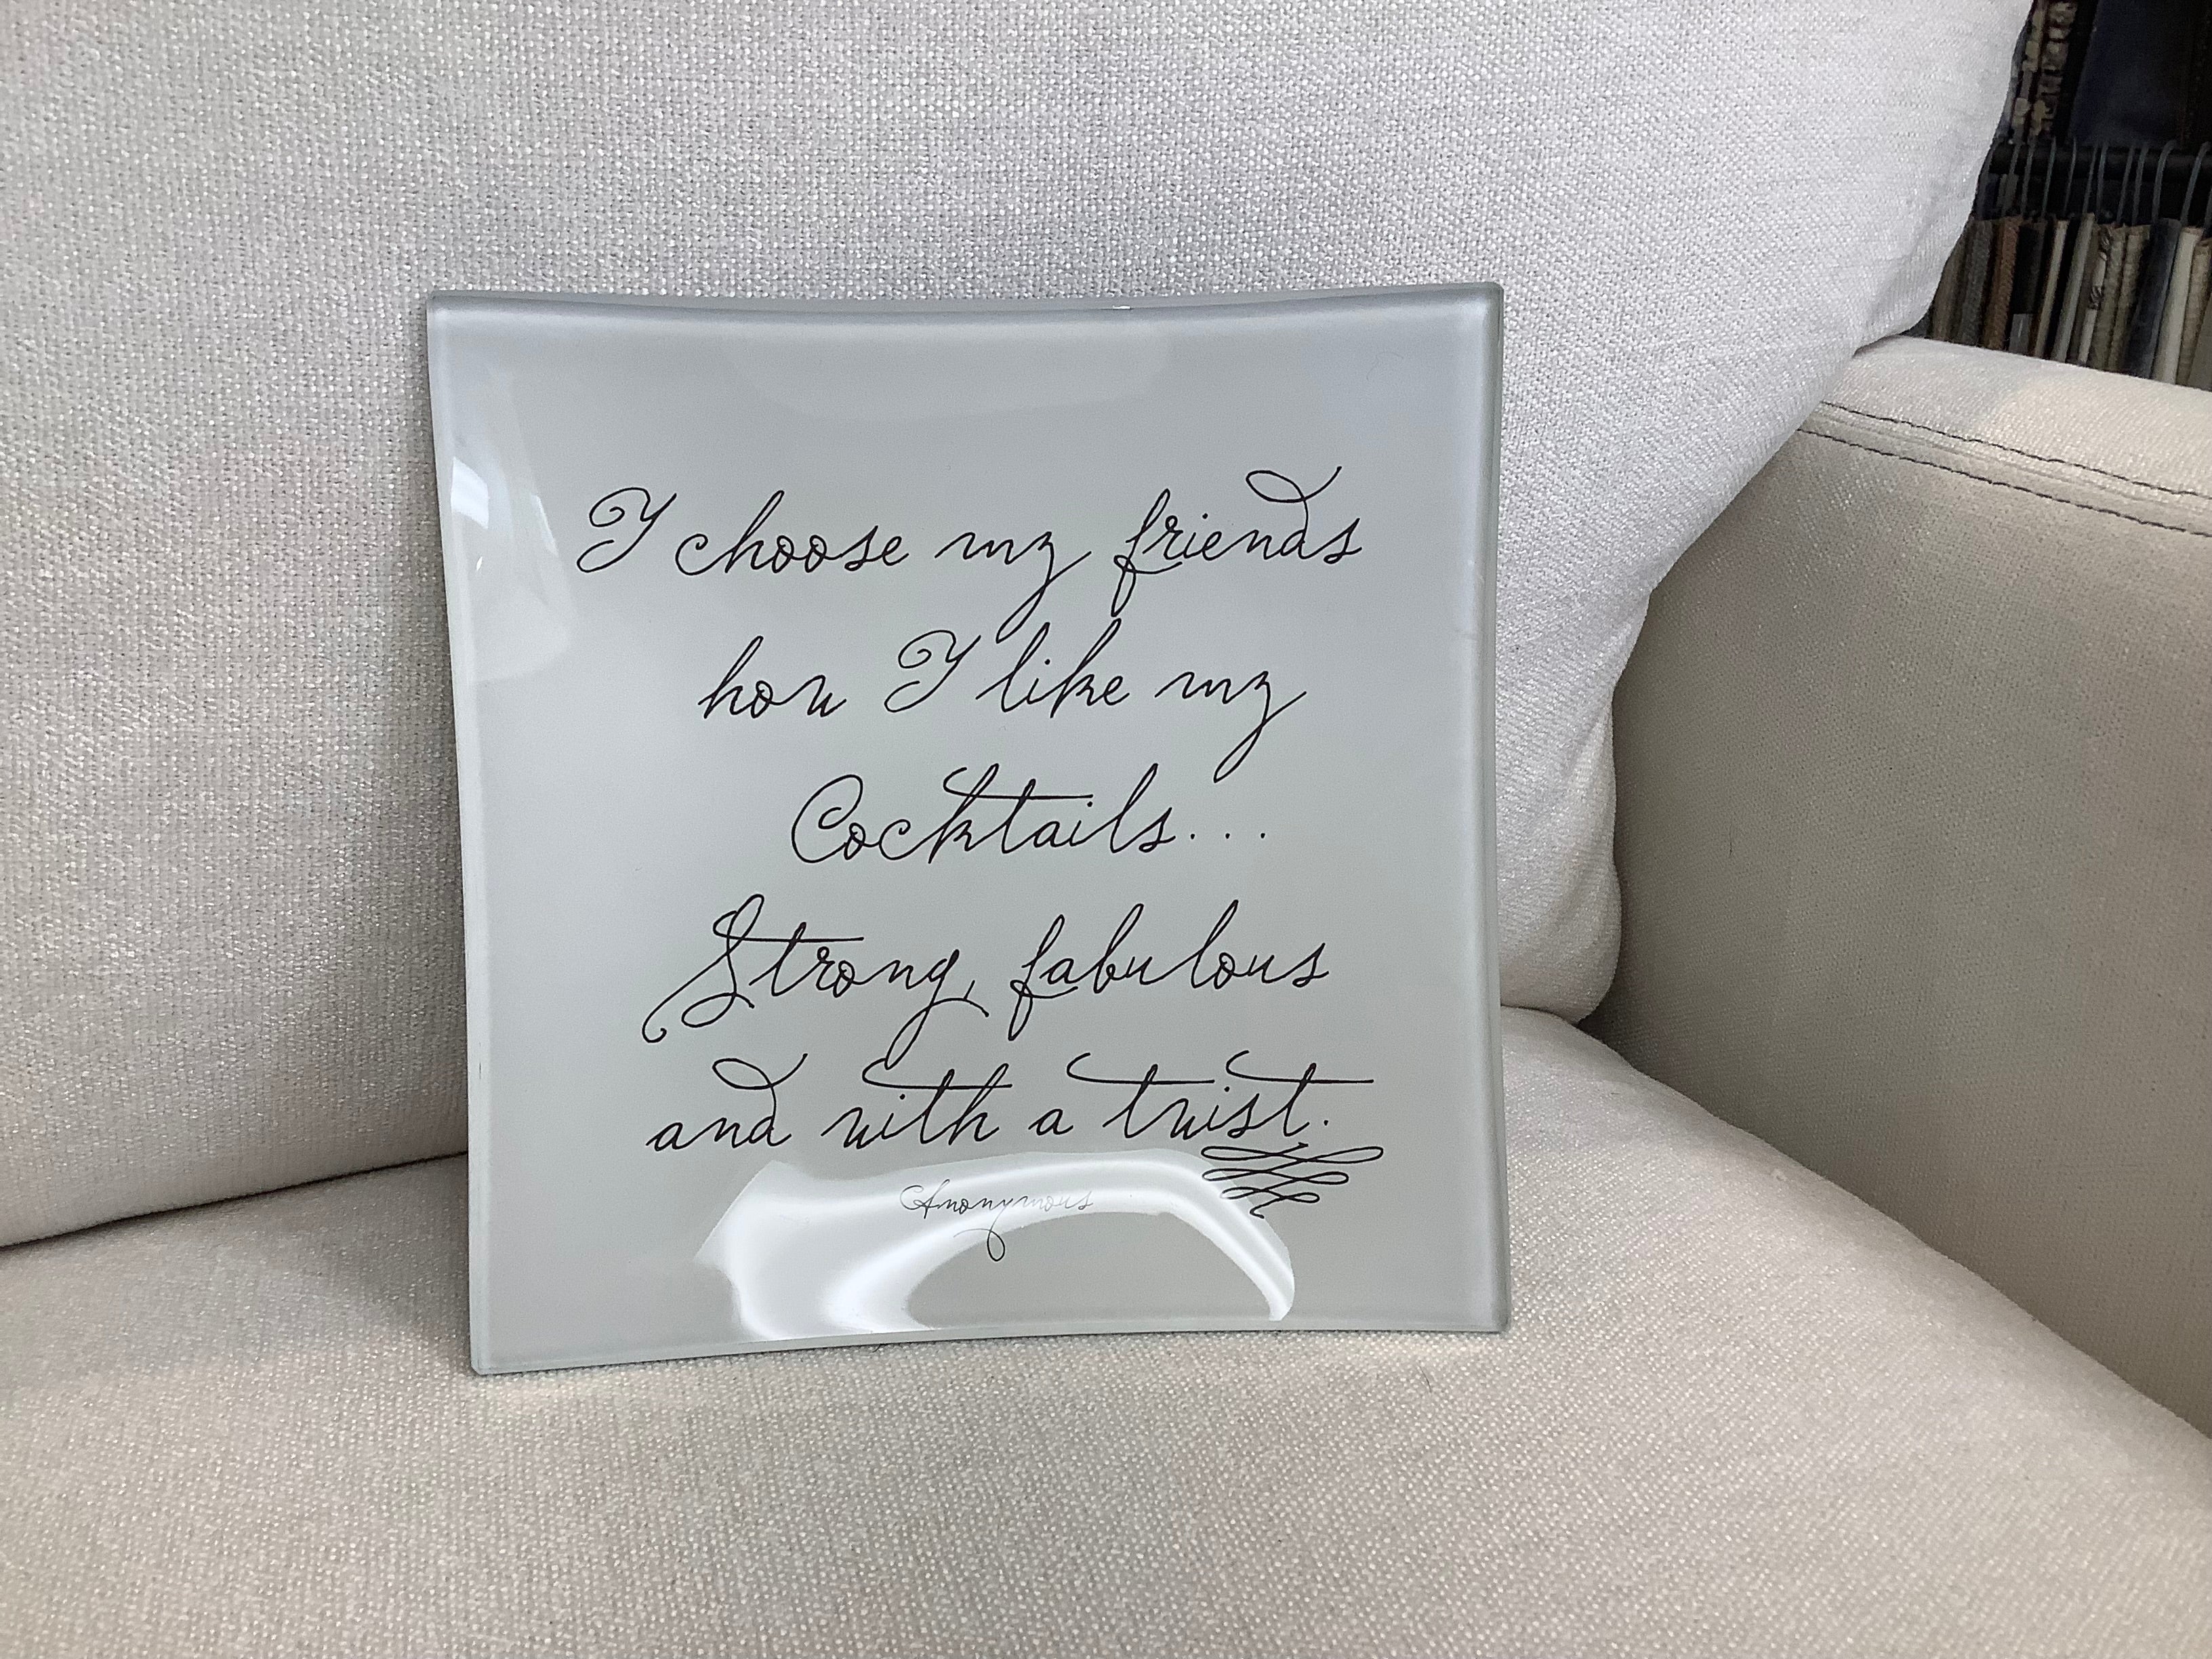 I choose my friends
how I like my
Cocktails...
Strong, fabulous
and with a twist.
Anonymous